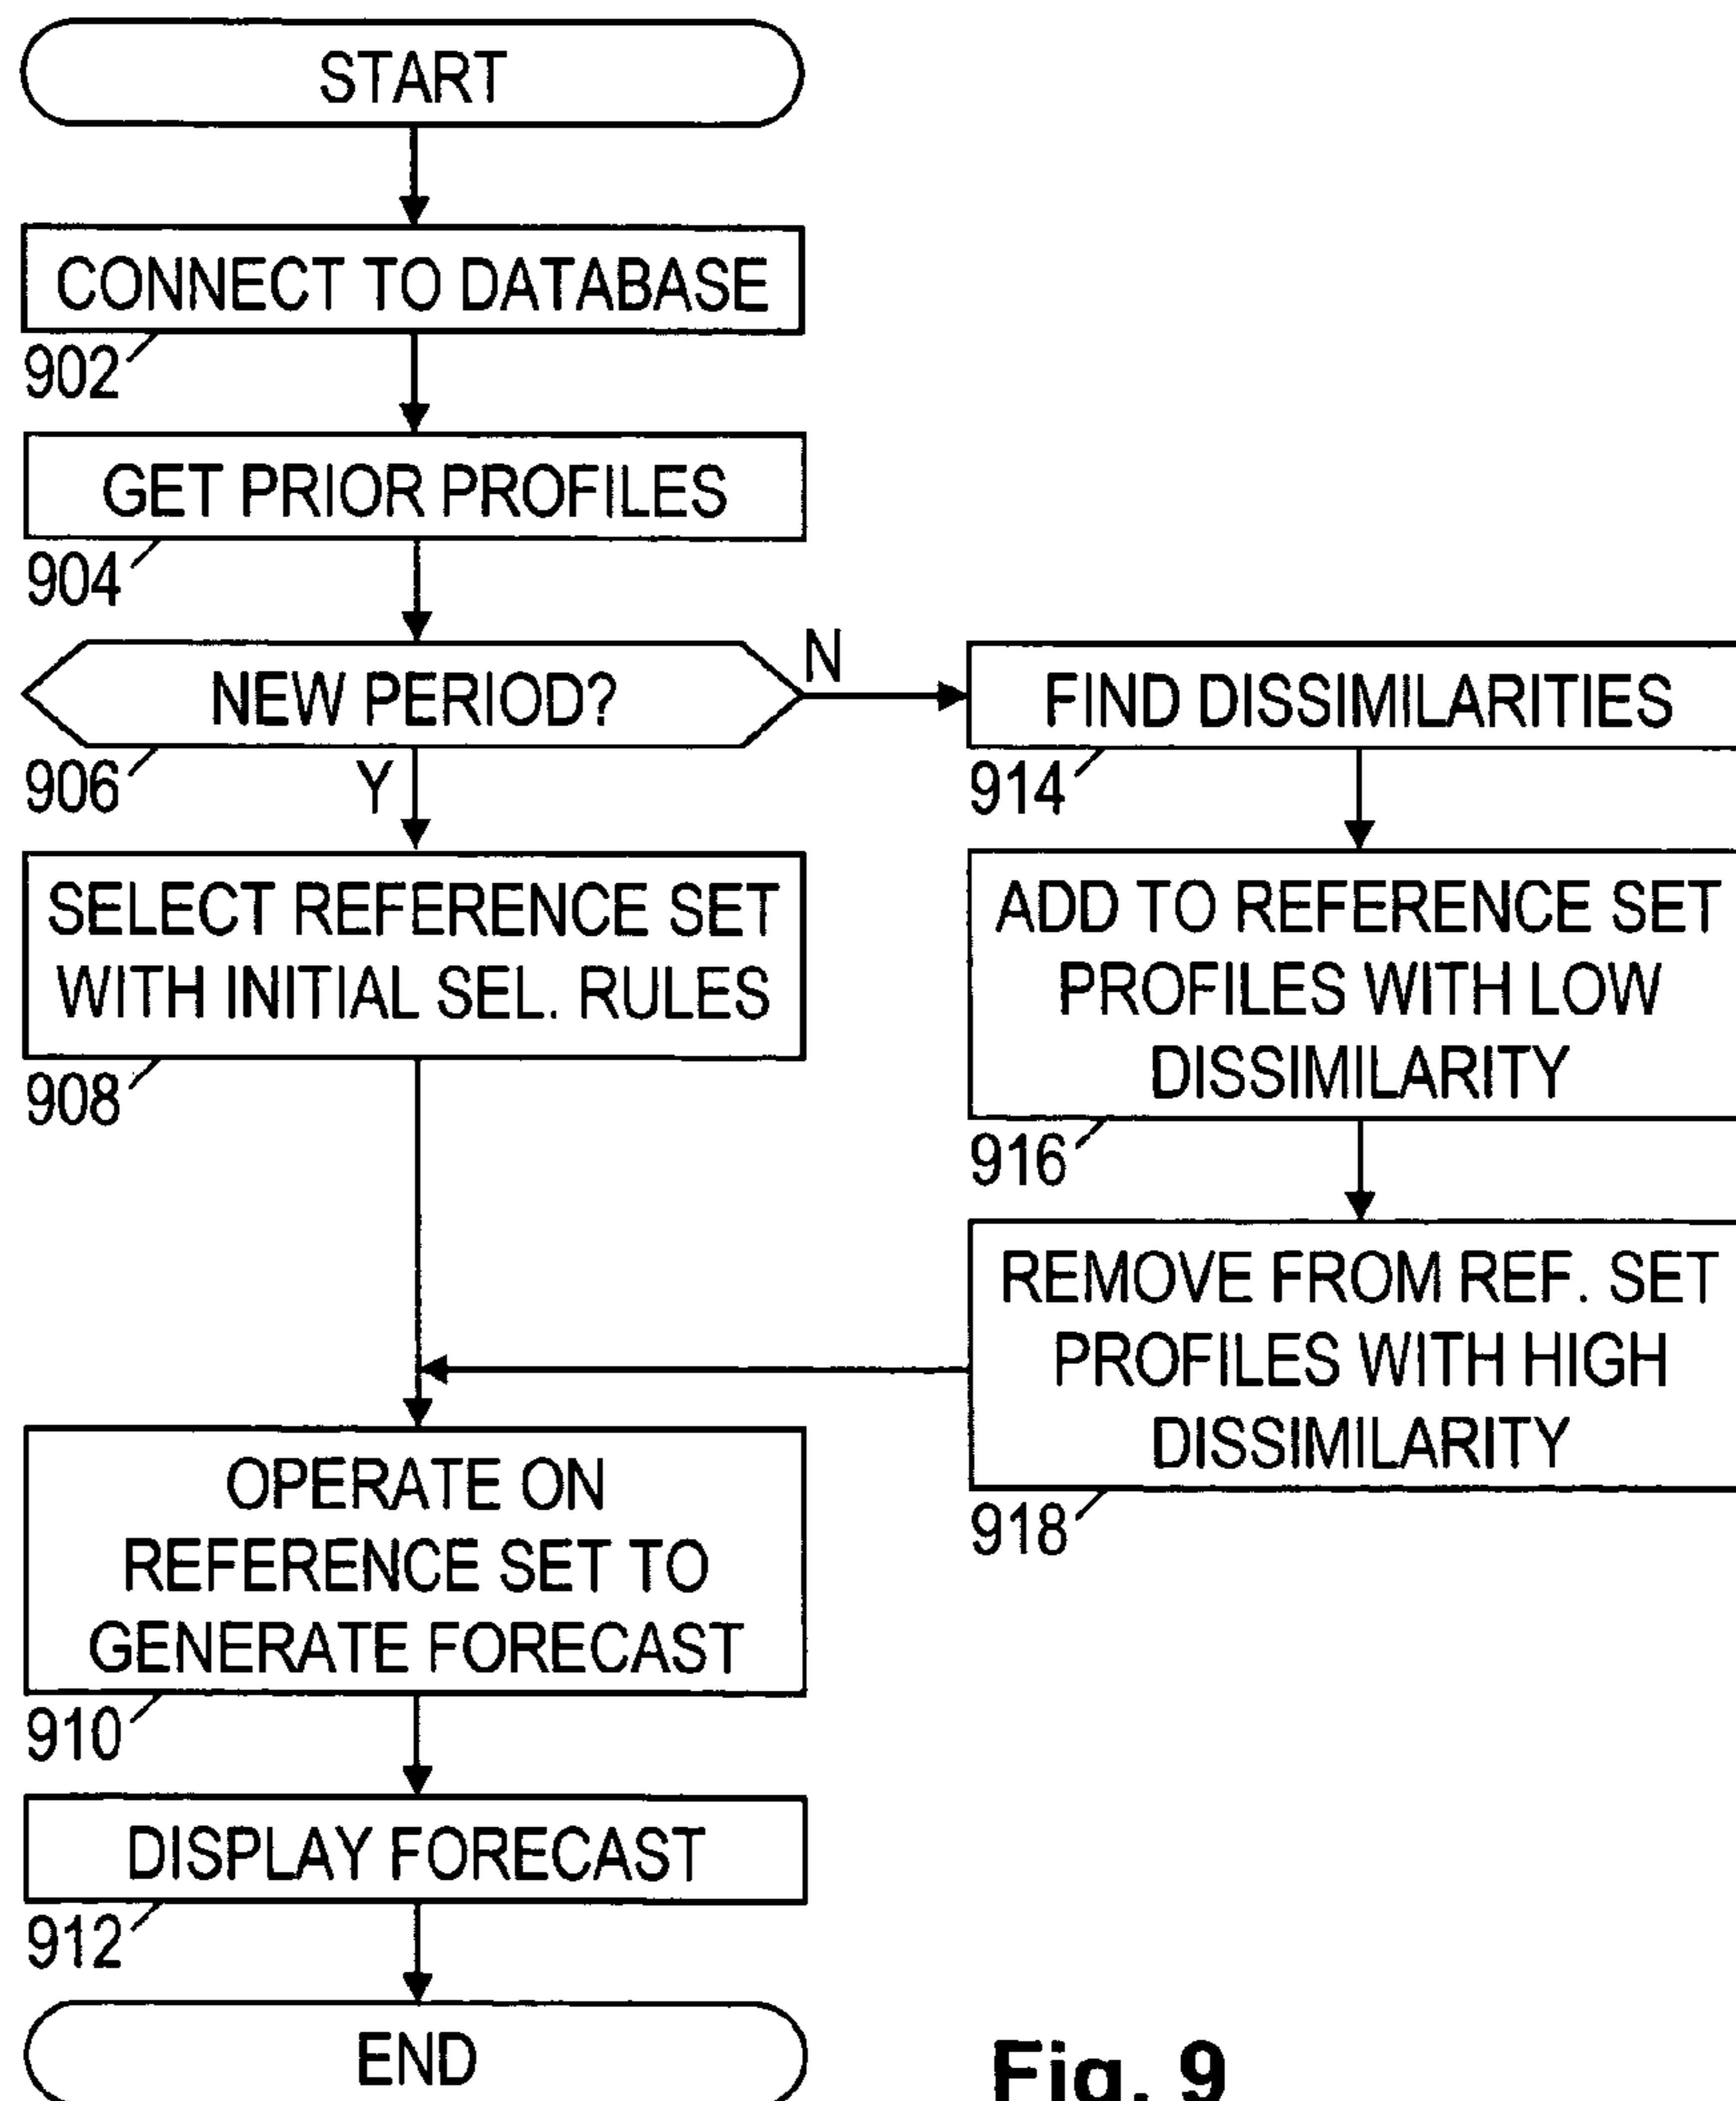 START
CONNECT TO DATABASE
902
GET PRIOR PROFILES
904
NEW PERIOD?
906
N
Y
SELECT REFERENCE SET
WITH INITIAL SEL. RULES
908
FIND DISSIMILARITIES
914
ADD TO REFERENCE SET
PROFILES WITH LOW
DISSIMILARITY
916
REMOVE FROM REF. SET
PROFILES WITH HIGH
DISSIMILARITY
918
OPERATE ON
REFERENCE SET TO
GENERATE FORECAST
910
DISPLAY FORECAST
912
END
Fig. 9